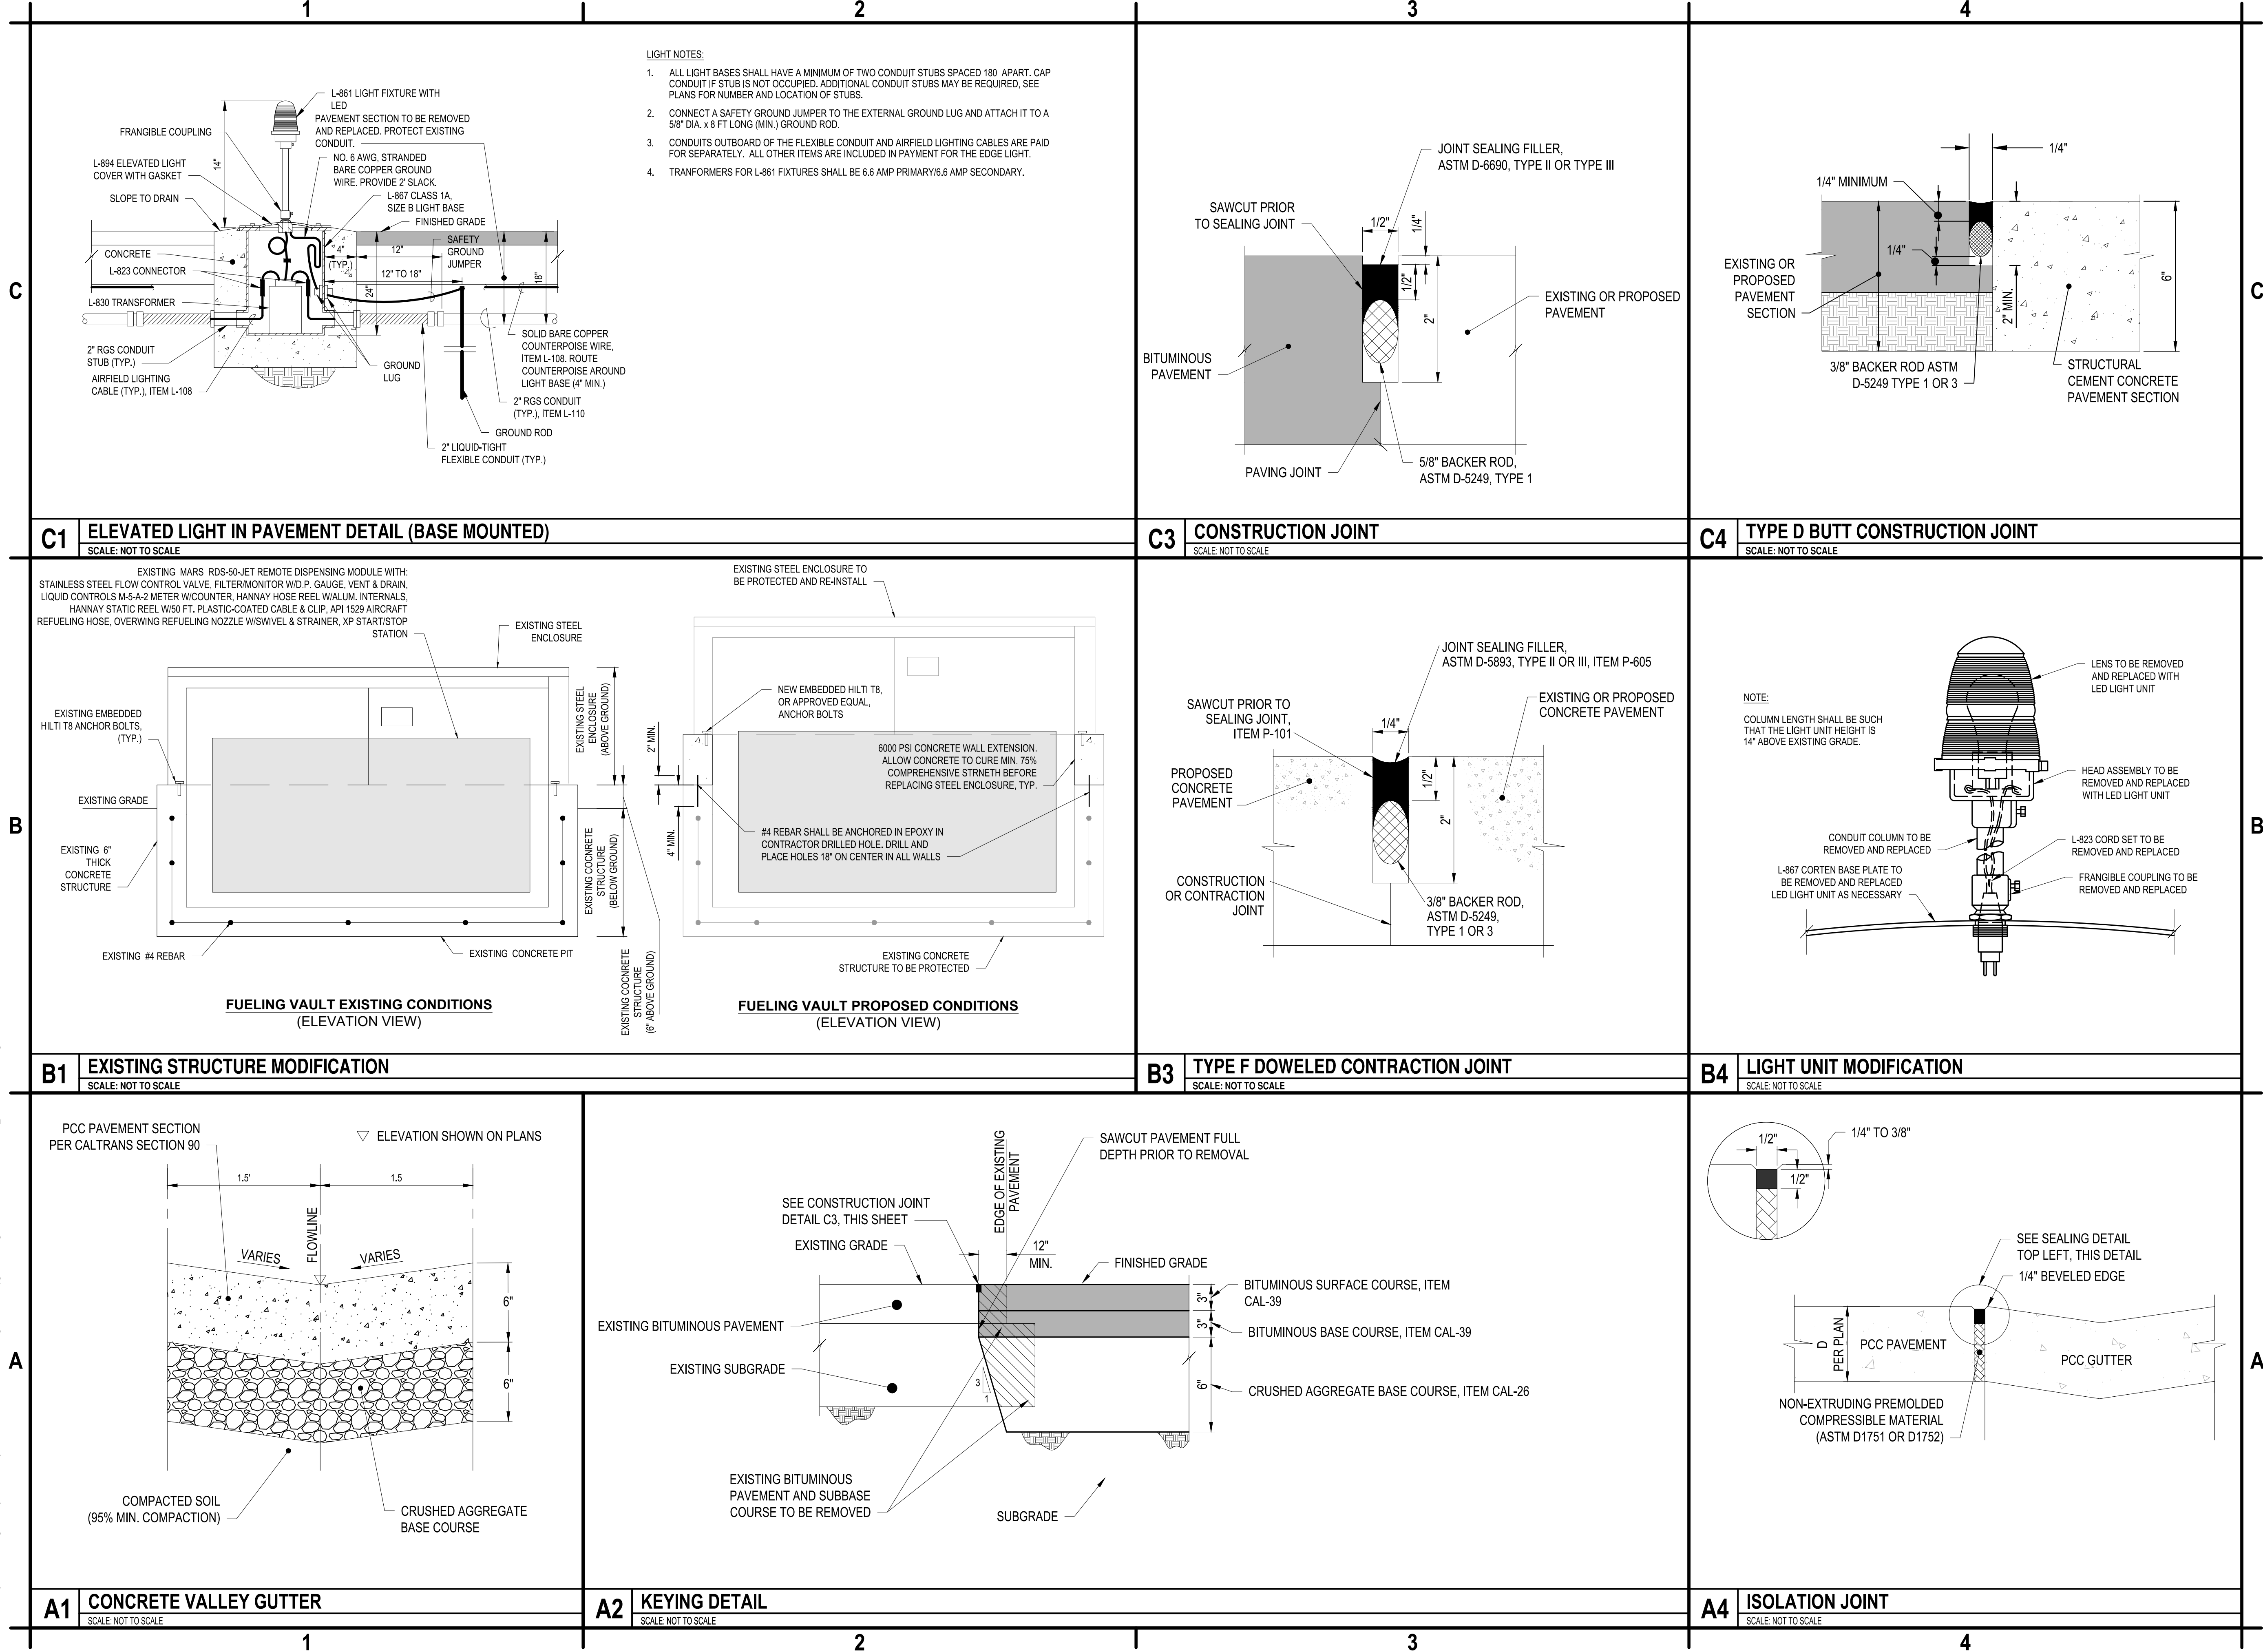 1
2
3
4
C
C
LIGHT NOTES:
1. ALL LIGHT BASES SHALL HAVE A MINIMUM OF TWO CONDUIT STUBS SPACED 180 APART. CAP
CONDUIT IF STUB IS NOT OCCUPIED. ADDITIONAL CONDUIT STUBS MAY BE REQUIRED, SEE
PLANS FOR NUMBER AND LOCATION OF STUBS.
2. CONNECT A SAFETY GROUND JUMPER TO THE EXTERNAL GROUND LUG AND ATTACH IT TO A
5/8" DIA. x 8 FT LONG (MIN.) GROUND ROD.
3. CONDUITS OUTBOARD OF THE FLEXIBLE CONDUIT AND AIRFIELD LIGHTING CABLES ARE PAID
FOR SEPARATELY. ALL OTHER ITEMS ARE INCLUDED IN PAYMENT FOR THE EDGE LIGHT.
4. TRANFORMERS FOR L-861 FIXTURES SHALL BE 6.6 AMP PRIMARY/6.6 AMP SECONDARY.
L-861 LIGHT FIXTURE WITH
LED
PAVEMENT SECTION TO BE REMOVED
AND REPLACED. PROTECT EXISTING
CONDUIT.
NO. 6 AWG, STRANDED
BARE COPPER GROUND
WIRE. PROVIDE 2' SLACK.
L-867 CLASS 1A,
SIZE B LIGHT BASE
FINISHED GRADE
SAFETY
GROUND
JUMPER
FRANGIBLE COUPLING
14"
L-894 ELEVATED LIGHT
COVER WITH GASKET
SLOPE TO DRAIN
CONCRETE
L-823 CONNECTOR
L-830 TRANSFORMER
4"
(TYP.)
12"
12" TO 18"
24"
18"
2" RGS CONDUIT
STUB (TYP.)
AIRFIELD LIGHTING
CABLE (TYP.), ITEM L-108
GROUND
LUG
SOLID BARE COPPER
COUNTERPOISE WIRE,
ITEM L-108. ROUTE
COUNTERPOISE AROUND
LIGHT BASE (4" MIN.)
2" RGS CONDUIT
(TYP.), ITEM L-110
GROUND ROD
2" LIQUID-TIGHT
FLEXIBLE CONDUIT (TYP.)
C1 ELEVATED LIGHT IN PAVEMENT DETAIL (BASE MOUNTED)
SCALE: NOT TO SCALE
JOINT SEALING FILLER,
ASTM D-6690, TYPE II OR TYPE III
SAWCUT PRIOR
TO SEALING JOINT
1/2"
1/4"
1/2"
2"
EXISTING OR PROPOSED
PAVEMENT
BITUMINOUS
PAVEMENT
PAVING JOINT
5/8" BACKER ROD,
ASTM D-5249, TYPE 1
C3 CONSTRUCTION JOINT
SCALE: NOT TO SCALE
1/4"
1/4" MINIMUM
1/4"
EXISTING OR
PROPOSED
PAVEMENT
SECTION
2" MIN.
6"
3/8" BACKER ROD ASTM
D-5249 TYPE 1 OR 3
STRUCTURAL
CEMENT CONCRETE
PAVEMENT SECTION
C4 TYPE D BUTT CONSTRUCTION JOINT
SCALE: NOT TO SCALE
B
B
EXISTING MARS RDS-50-JET REMOTE DISPENSING MODULE WITH:
STAINLESS STEEL FLOW CONTROL VALVE, FILTER/MONITOR W/D.P. GAUGE, VENT & DRAIN,
LIQUID CONTROLS M-5-A-2 METER W/COUNTER, HANNAY HOSE REEL W/ALUM. INTERNALS,
HANNAY STATIC REEL W/50 FT. PLASTIC-COATED CABLE & CLIP, API 1529 AIRCRAFT
REFUELING HOSE, OVERWING REFUELING NOZZLE W/SWIVEL & STRAINER, XP START/STOP
STATION
EXISTING STEEL
ENCLOSURE
EXISTING EMBEDDED
HILTI T8 ANCHOR BOLTS,
(TYP.)
EXISTING GRADE
EXISTING 6"
THICK
CONCRETE
STRUCTURE
EXISTING #4 REBAR
EXISTING CONCRETE PIT
EXISTING STEEL
ENCLOSURE
(ABOVE GROUND)
EXISTING COCNRETE
STRUCTURE
(BELOW GROUND)
EXISTING COCNRETE
STRUCTURE
(6" ABOVE GROUND)
FUELING VAULT EXISTING CONDITIONS
(ELEVATION VIEW)
EXISTING STEEL ENCLOSURE TO
BE PROTECTED AND RE-INSTALL
NEW EMBEDDED HILTI T8,
OR APPROVED EQUAL,
ANCHOR BOLTS
2" MIN.
4" MIN.
6000 PSI CONCRETE WALL EXTENSION.
ALLOW CONCRETE TO CURE MIN. 75%
COMPREHENSIVE STRNETH BEFORE
REPLACING STEEL ENCLOSURE, TYP.
#4 REBAR SHALL BE ANCHORED IN EPOXY IN
CONTRACTOR DRILLED HOLE. DRILL AND
PLACE HOLES 18" ON CENTER IN ALL WALLS
EXISTING CONCRETE
STRUCTURE TO BE PROTECTED
FUELING VAULT PROPOSED CONDITIONS
(ELEVATION VIEW)
B1 EXISTING STRUCTURE MODIFICATION
SCALE: NOT TO SCALE
JOINT SEALING FILLER,
ASTM D-5893, TYPE II OR III, ITEM P-605
SAWCUT PRIOR TO
SEALING JOINT,
ITEM P-101
1/4"
EXISTING OR PROPOSED
CONCRETE PAVEMENT
PROPOSED
CONCRETE
PAVEMENT
1/2"
2"
CONSTRUCTION
OR CONTRACTION
JOINT
3/8" BACKER ROD,
ASTM D-5249,
TYPE 1 OR 3
B3 TYPE F DOWELED CONTRACTION JOINT
SCALE: NOT TO SCALE
NOTE:
COLUMN LENGTH SHALL BE SUCH
THAT THE LIGHT UNIT HEIGHT IS
14" ABOVE EXISTING GRADE.
LENS TO BE REMOVED
AND REPLACED WITH
LED LIGHT UNIT
HEAD ASSEMBLY TO BE
REMOVED AND REPLACED
WITH LED LIGHT UNIT
CONDUIT COLUMN TO BE
REMOVED AND REPLACED
L-867 CORTEN BASE PLATE TO
BE REMOVED AND REPLACED
LED LIGHT UNIT AS NECESSARY
L-823 CORD SET TO BE
REMOVED AND REPLACED
FRANGIBLE COUPLING TO BE
REMOVED AND REPLACED
B4 LIGHT UNIT MODIFICATION
SCALE: NOT TO SCALE
A
A
PCC PAVEMENT SECTION
PER CALTRANS SECTION 90
ELEVATION SHOWN ON PLANS
1.5'
1.5
FLOWLINE
VARIES
VARIES
6"
6"
COMPACTED SOIL
(95% MIN. COMPACTION)
CRUSHED AGGREGATE
BASE COURSE
A1 CONCRETE VALLEY GUTTER
SCALE: NOT TO SCALE
EDGE OF EXISTING
PAVEMENT
SAWCUT PAVEMENT FULL
DEPTH PRIOR TO REMOVAL
SEE CONSTRUCTION JOINT
DETAIL C3, THIS SHEET
EXISTING GRADE
12"
MIN.
FINISHED GRADE
BITUMINOUS SURFACE COURSE, ITEM
CAL-39
3"
EXISTING BITUMINOUS PAVEMENT
3"
BITUMINOUS BASE COURSE, ITEM CAL-39
EXISTING SUBGRADE
3
1
6"
CRUSHED AGGREGATE BASE COURSE, ITEM CAL-26
EXISTING BITUMINOUS
PAVEMENT AND SUBBASE
COURSE TO BE REMOVED
SUBGRADE
A2 KEYING DETAIL
SCALE: NOT TO SCALE
1/2"
1/4" TO 3/8"
1/2"
SEE SEALING DETAIL
TOP LEFT, THIS DETAIL
1/4" BEVELED EDGE
D
PER PLAN
PCC PAVEMENT
PCC GUTTER
NON-EXTRUDING PREMOLDED
COMPRESSIBLE MATERIAL
(ASTM D1751 OR D1752)
A4 ISOLATION JOINT
SCALE: NOT TO SCALE
1
2
3
4